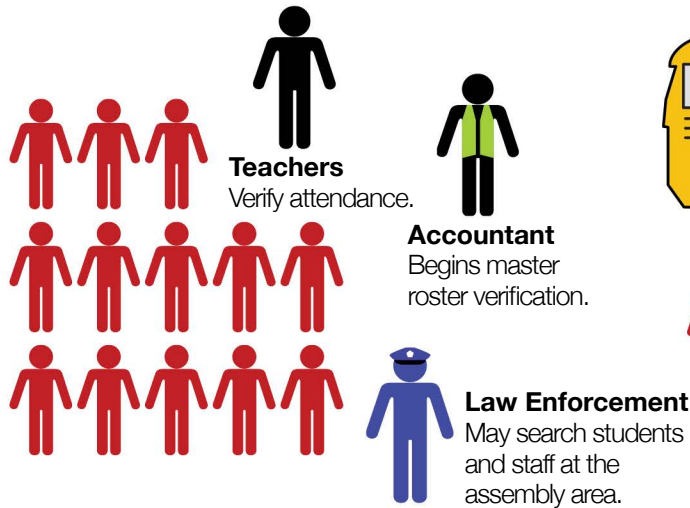 Teachers
Verify attendance.
Accountant
Begins master
roster verification.
Law Enforcement
May search students
and staff at the
assembly area.